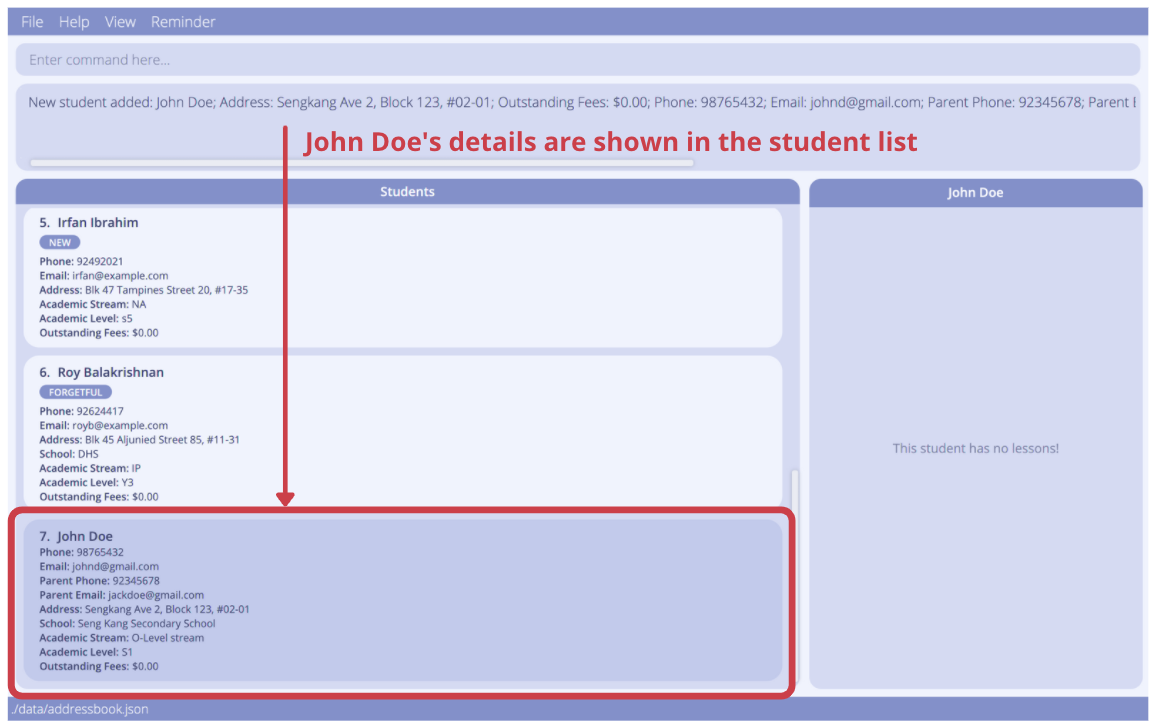 File Help View Reminder
Enter command here...
New student added: John Doe; Address: Sengkang Ave 2, Block 123, #02-01; Outstanding Fees: $0.00; Phone: 98765432; Email: johnd@gmail.com; Parent Phone: 92345678; Parent
John Doe's details are shown in the student list
Students
5. Irfan Ibrahim
NEW
Phone: 92492021
Email: irfan@example.com
Address: Blk 47 Tampines Street 20, #17-35
Academic Stream: NA
Academic Level: s5
Outstanding Fees: $0.00
6. Roy Balakrishnan
FORGETFUL
Phone: 92624417
Email: royb@example.com
Address: Blk 45 Aljunied Street 85, #11-31
School: DHS
Academic Stream: IP
Academic Level: Y3
Outstanding Fees: $0.00
7. John Doe
Phone: 98765432
Email: johnd@gmail.com
Parent Phone: 92345678
Parent Email: jackdoe@gmail.com
Address: Sengkang Ave 2, Block 123, #02-01
School: Seng Kang Secondary School
Academic Stream: O-Level stream
Academic Level: S1
Outstanding Fees: $0.00
John Doe
This student has no lessons!
./data/addressbook.json